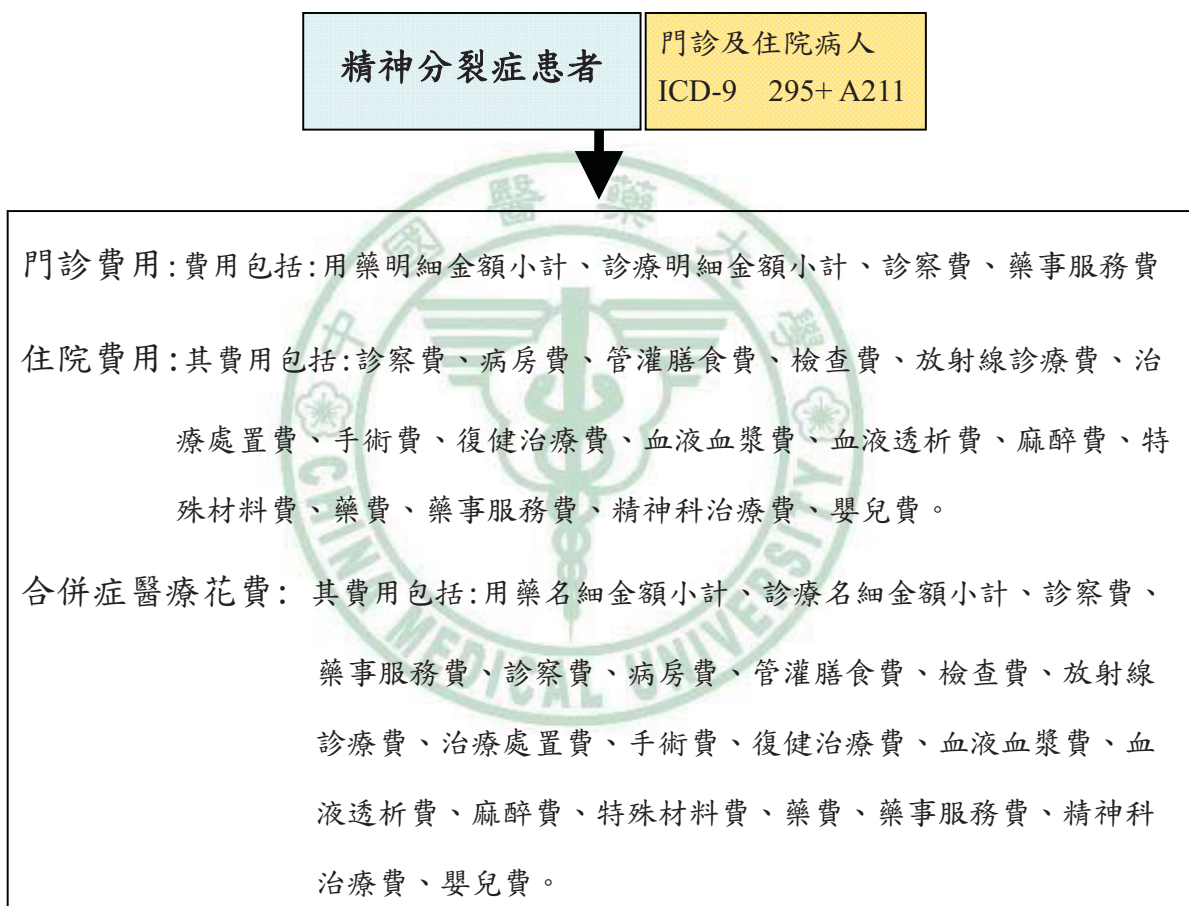 精神分裂症患者
門診及住院病人
ICD-9 295+ A211
門診費用:費用包括:用藥明細金額小計、診療明細金額小計、診察費、藥事服務費
住院費用:其費用包括:診察費、病房費、管灌膳食費、檢查費、放射線診療費、治
療處置費、手術費、復健治療費、血液血漿費、血液透析費、麻醉費、特
殊材料費、藥費、藥事服務費、精神科治療費、嬰兒費。
合併症醫療花費: 其費用包括:用藥名細金額小計、診療名細金額小計、診察費、
藥事服務費、診察費、病房費、管灌膳食費、檢查費、放射線
診療費、治療處置費、手術費、復健治療費、血液血漿費、血
液透析費、麻醉費、特殊材料費、藥費、藥事服務費、精神科
治療費、嬰兒費。
中國醫藥大學
CHINA MEDICAL UNIVERSITY